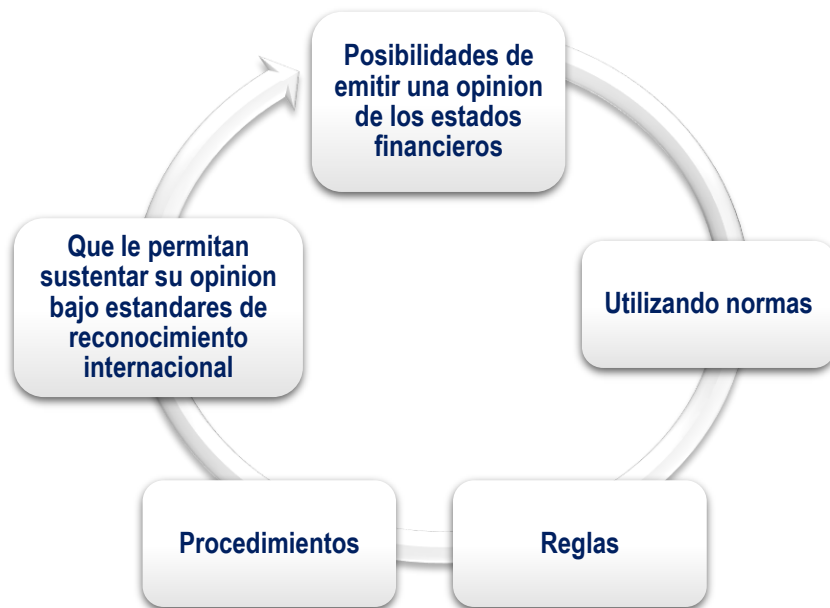 Posibilidades de
emitir una opinion
de los estados
financieros
Utilizando normas
Reglas
Procedimientos
Que le permitan
sustentar su opinion
bajo estandares de
reconocimiento
internacional